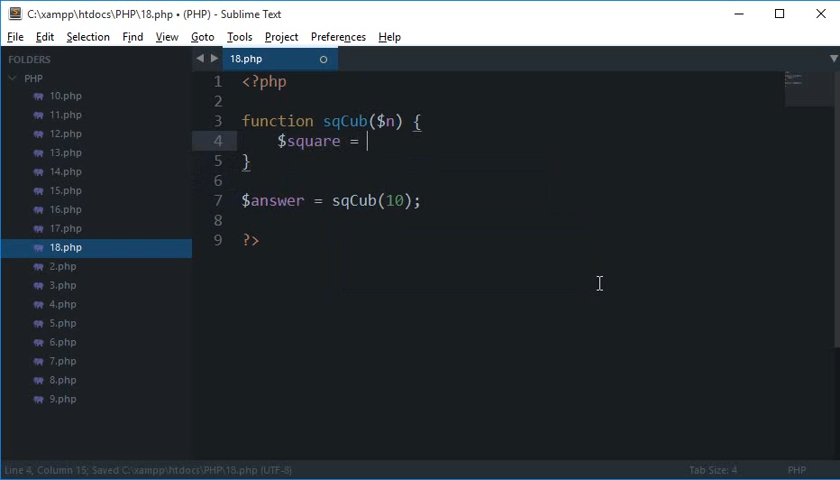 C:\xampp\htdocs\PHP\18.php • (PHP) - Sublime Text
File Edit Selection Find View Goto Tools Project Preferences Help
FOLDERS
PHP
10.php
11.php
12.php
13.php
14.php
15.php
16.php
17.php
18.php
2.php
3.php
4.php
5.php
6.php
7.php
8.php
9.php
18.php
1 <?php
2
3 function sqCub($n) {
4 $square =
5 }
6
7 $answer = sqCub(10);
8
9 ?>
Line 4, Column 15; Saved C:\xampp\htdocs\PHP\18.php (UTF-8) Tab Size: 4 PHP